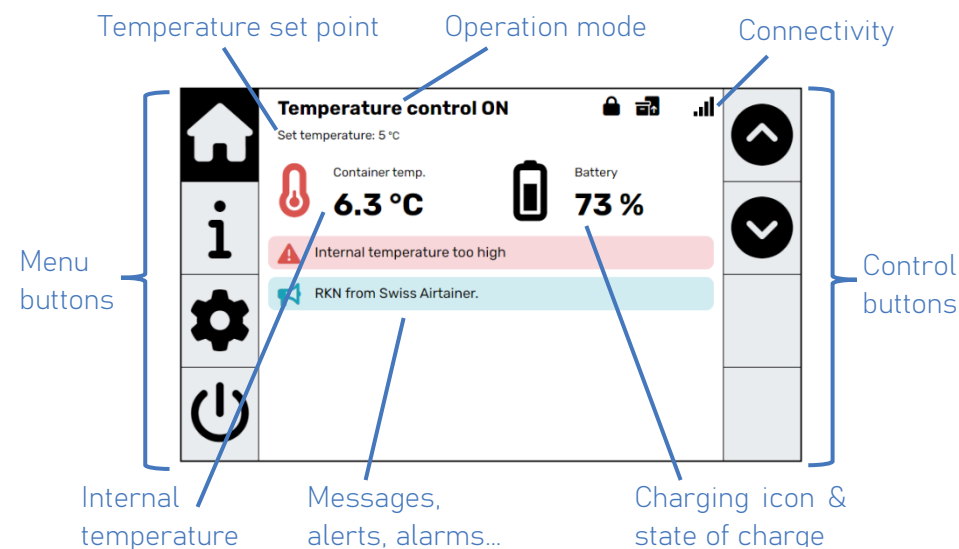 Temperature set point
Operation mode
Connectivity
Temperature control ON
Set temperature: 5 °C
Container temp.
6.3 °C
Battery
73 %
Internal temperature too high
RKN from Swiss Airtainer.
Menu
buttons
Control
buttons
Internal
temperature
Messages,
alerts, alarms...
Charging icon &
state of charge